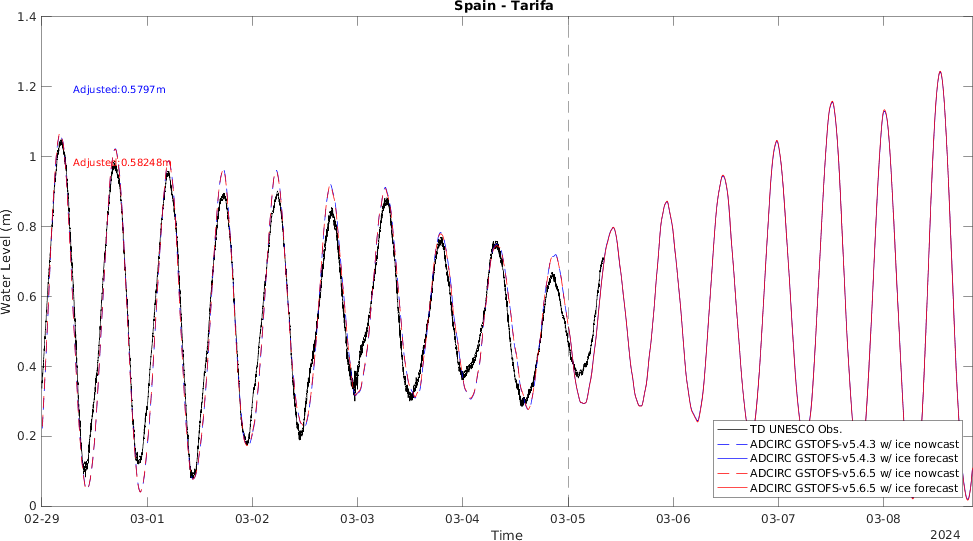 Spain - Tarifa
1.4
1.2
1
0.8
0.6
0.4
0.2
0
Water Level (m)
Adjusted:0.5797m
Adjusted:0.58248m
TD UNESCO Obs.
ADCIRC GSTOFS-v5.4.3 w/ ice nowcast
ADCIRC GSTOFS-v5.4.3 w/ ice forecast
ADCIRC GSTOFS-v5.6.5 w/ ice nowcast
ADCIRC GSTOFS-v5.6.5 w/ ice forecast
02-29 03-01 03-02 03-03 03-04 03-05 03-06 03-07 03-08
Time
2024